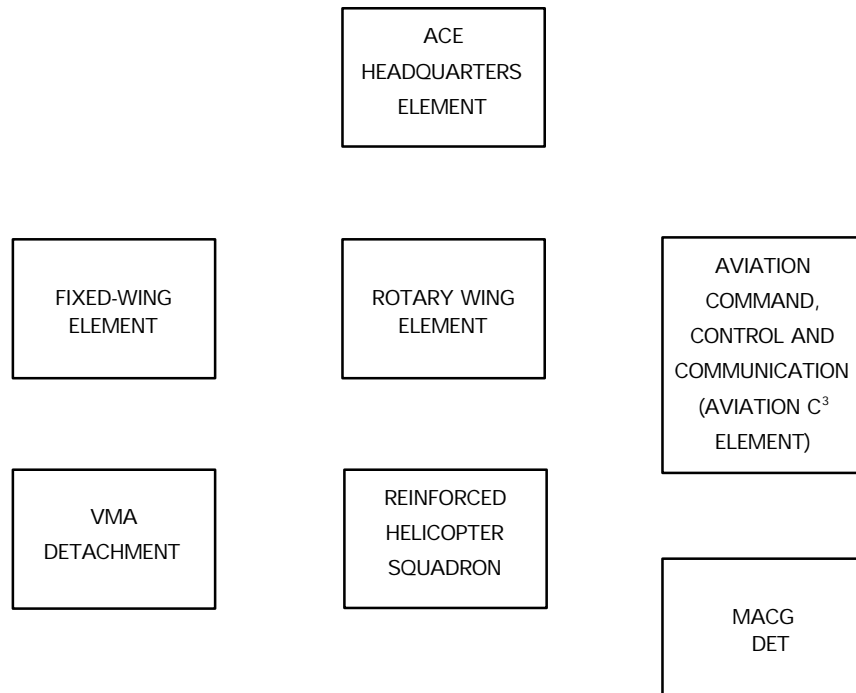 ACE
HEADQUARTERS
ELEMENT
FIXED-WING
ELEMENT
ROTARY WING
ELEMENT
AVIATION
COMMAND,
CONTROL AND
COMMUNICATION
(AVIATION C³
ELEMENT)
VMA
DETACHMENT
REINFORCED
HELICOPTER
SQUADRON
MACG
DET